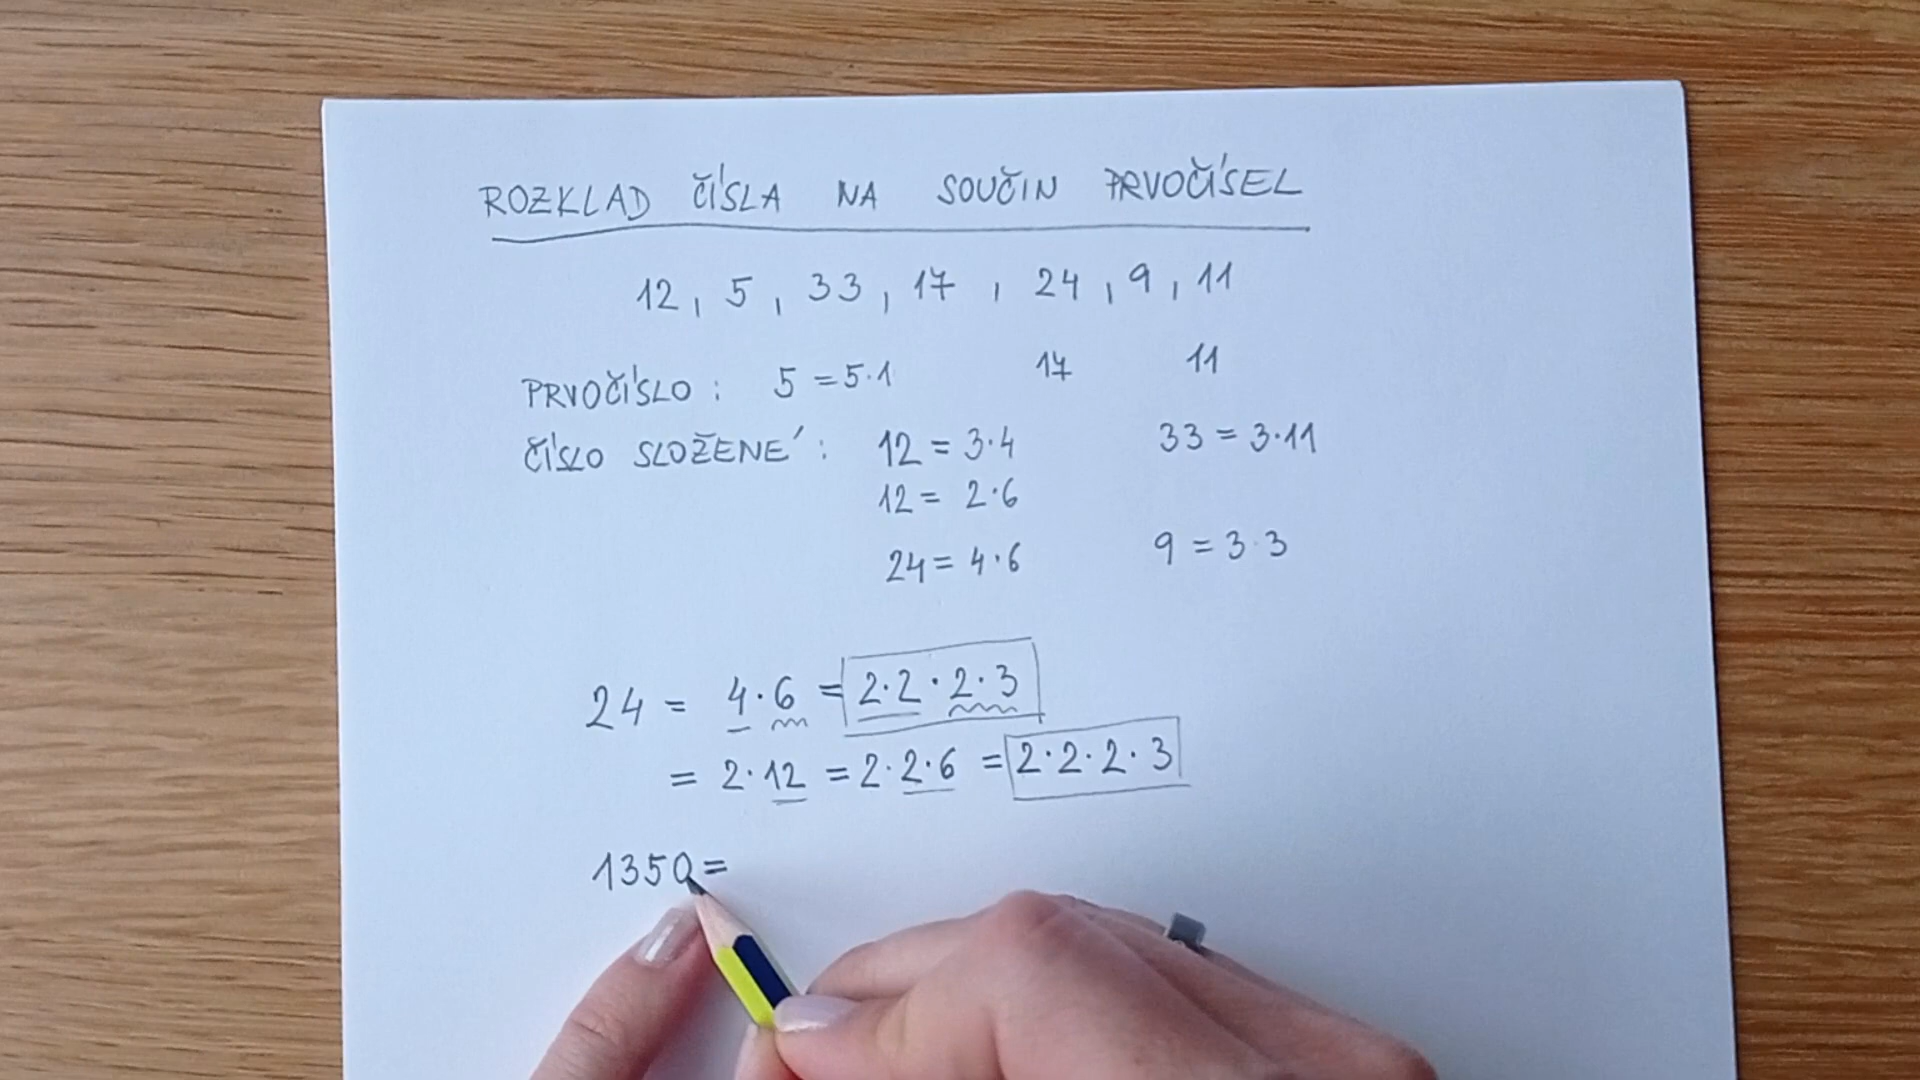 ROZKLAD ČÍSLA NA SOUČIN PRVOČÍSEL
12, 5, 33, 17, 24, 9, 11
PRVOČÍSLO: 5 = 5·1 17 11
ČÍSLO SLOŽENÉ: 12 = 3·4 33 = 3·11
12 = 2·6
24 = 4·6 9 = 3·3
24 = 4·6 = 2·2·2·3
= 2·12 = 2·2·6 = 2·2·2·3
1350 =